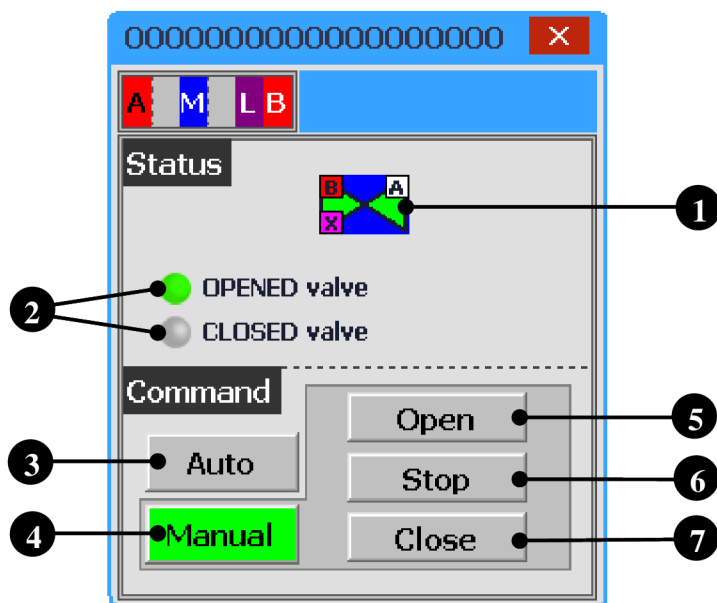 0000000000000000000 X
A M L B
Status
B A
X
1
2
OPENED valve
CLOSED valve
Command
Open
5
3
Auto
Stop
6
4
Manual
Close
7